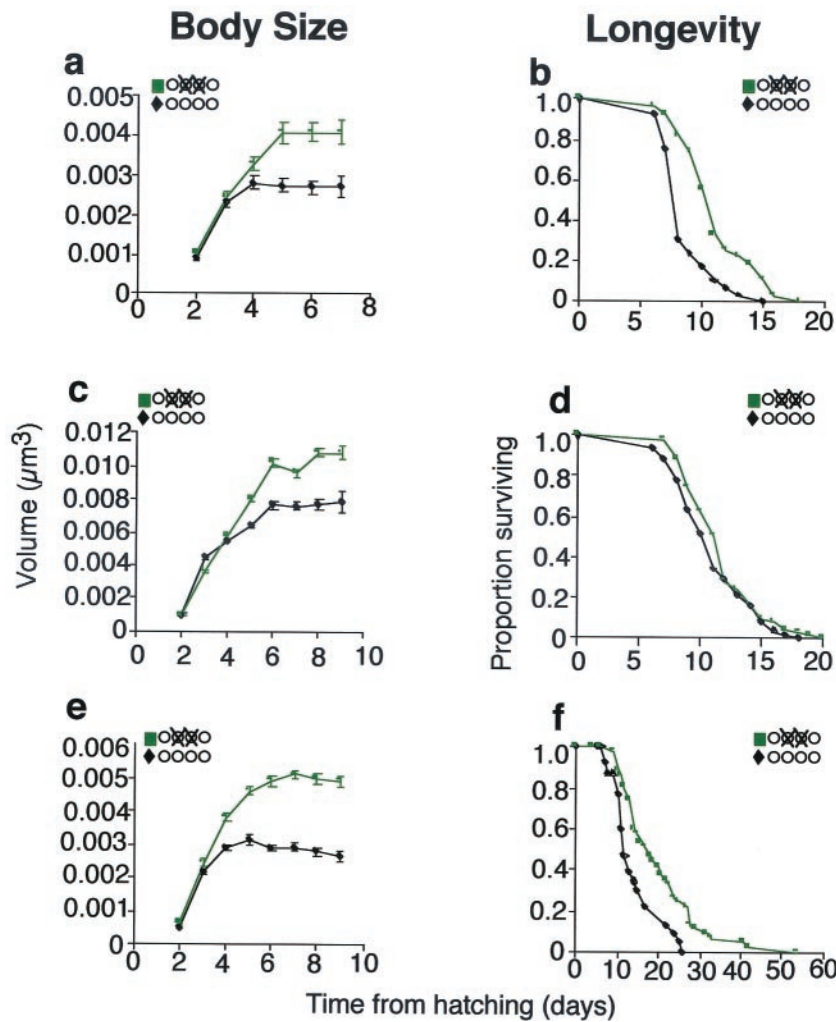 Body Size
Longevity
a
0.005
0.004
0.003
0.002
0.001
0
0 2 4 6 8
b
1.0
0.8
0.6
0.4
0.2
0
0 5 10 15 20
c
0.012
0.010
0.008
0.006
0.004
0.002
0
0 2 4 6 8 10
d
1.0
0.8
0.6
0.4
0.2
0
0 5 10 15 20
e
0.006
0.005
0.004
0.003
0.002
0.001
0
0 2 4 6 8 10
f
1.0
0.8
0.6
0.4
0.2
0
0 10 20 30 40 50 60
Volume (μm³)
Proportion surviving
Time from hatching (days)